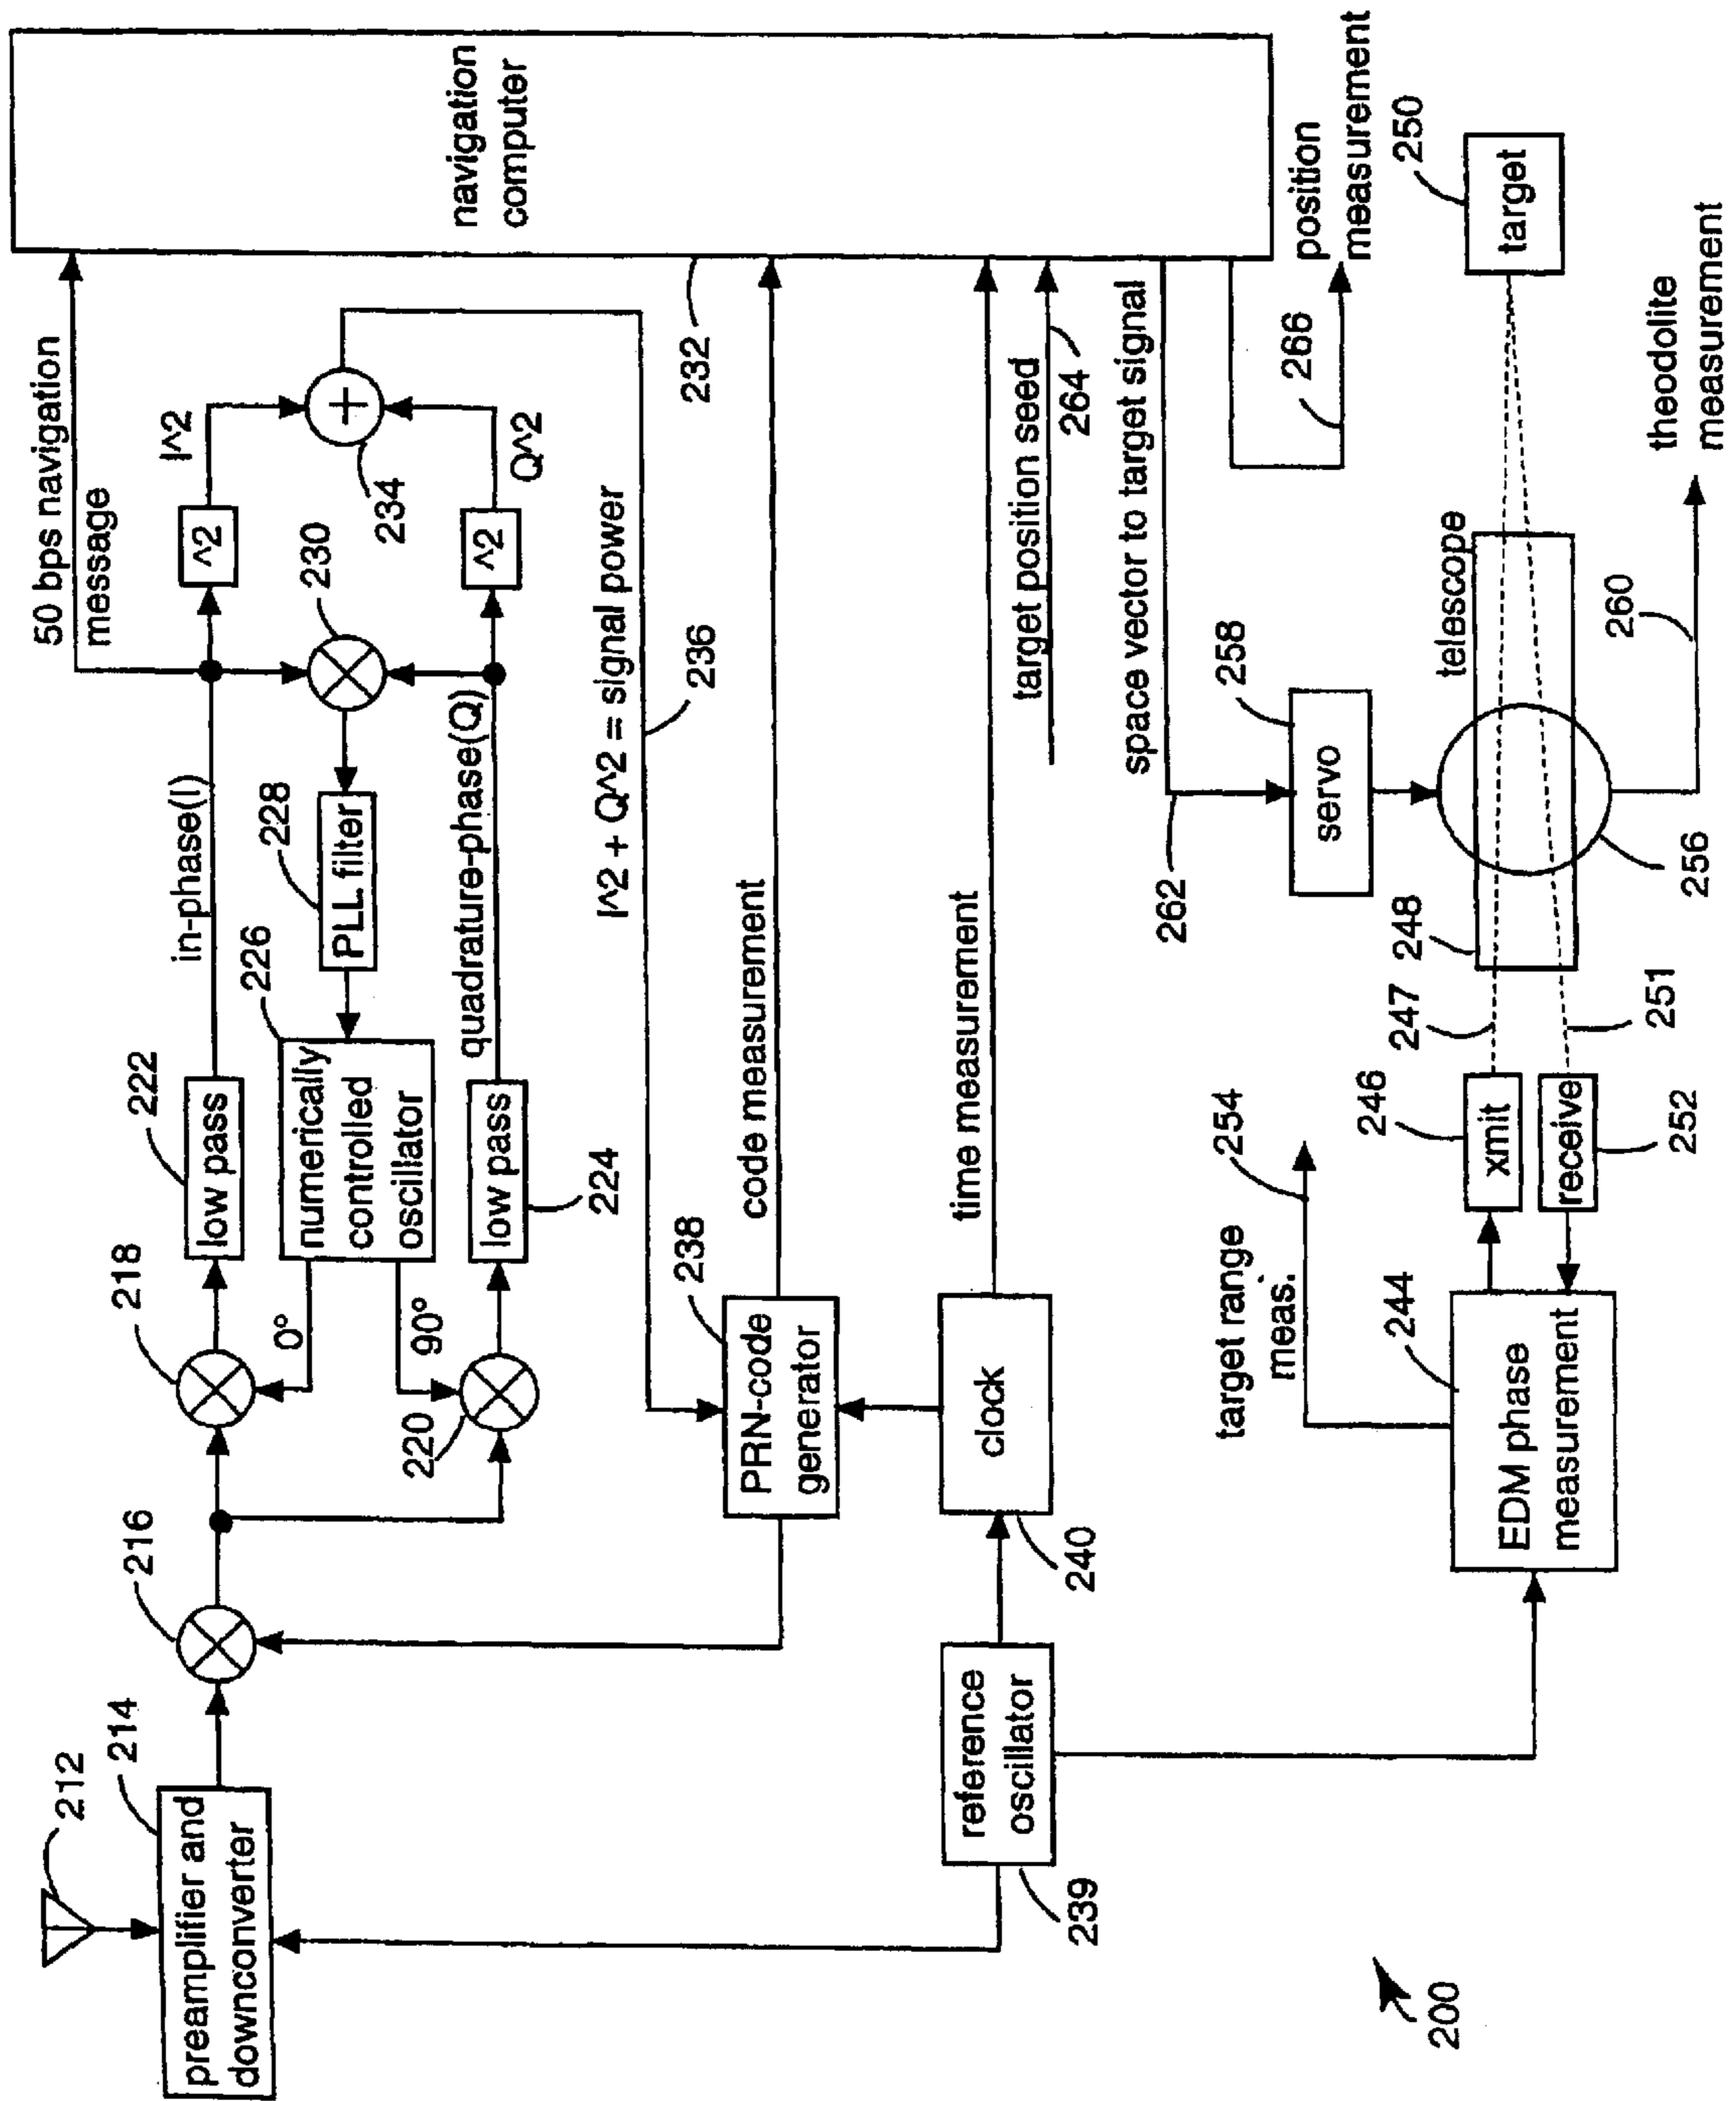 212
214
preamplifier and
downconverter
216
218
0°
90°
220
222
low pass
numerically
controlled
oscillator
226
low pass
224
228
PLL filter
in-phase(I)
quadrature-phase(Q)
230
50 bps navigation
message
^2
^2
I^2
Q^2
234
navigation
computer
232
I^2 + Q^2 = signal power
236
238
PRN-code
generator
code measurement
239
reference
oscillator
240
clock
time measurement
target position seed
264
space vector to target signal
262
266
position
measurement
258
servo
244
EDM phase
measurement
target range
meas.
254
246
xmit
receive
252
247
251
248
telescope
256
260
theodolite
measurement
250
target
200